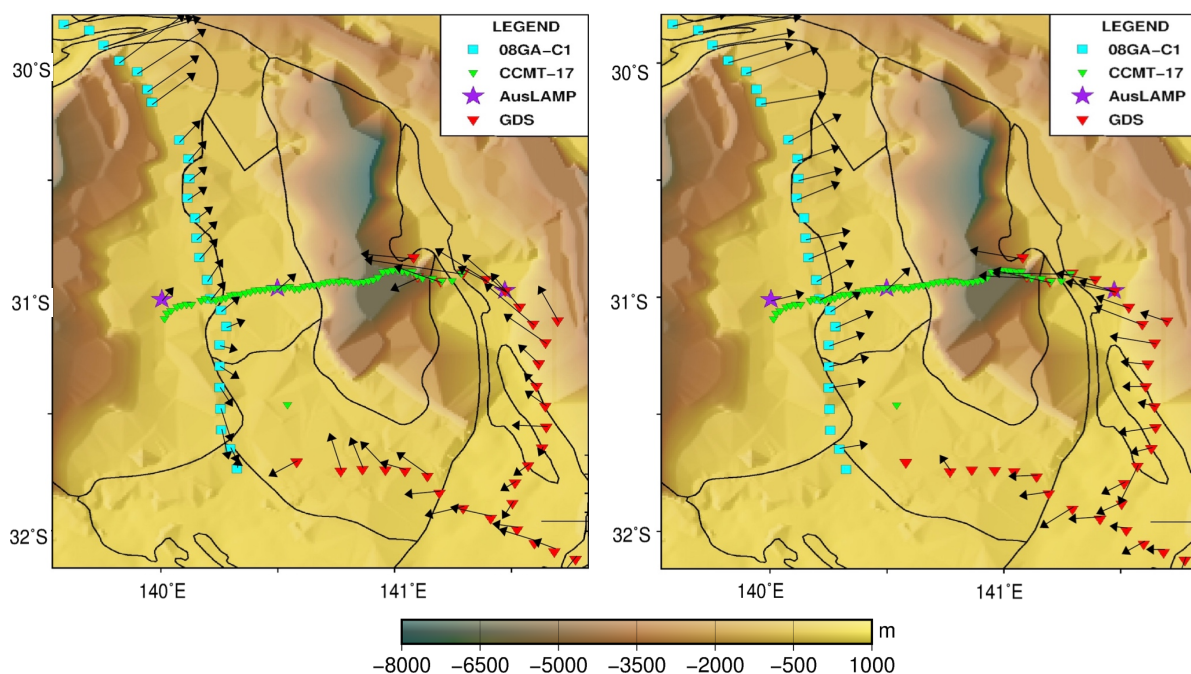 LEGEND
08GA-C1
CCMT-17
AusLAMP
GDS
LEGEND
08GA-C1
CCMT-17
AusLAMP
GDS
30°S
31°S
32°S
30°S
31°S
32°S
140°E
141°E
140°E
141°E
m
−8000
−6500
−5000
−3500
−2000
−500
1000